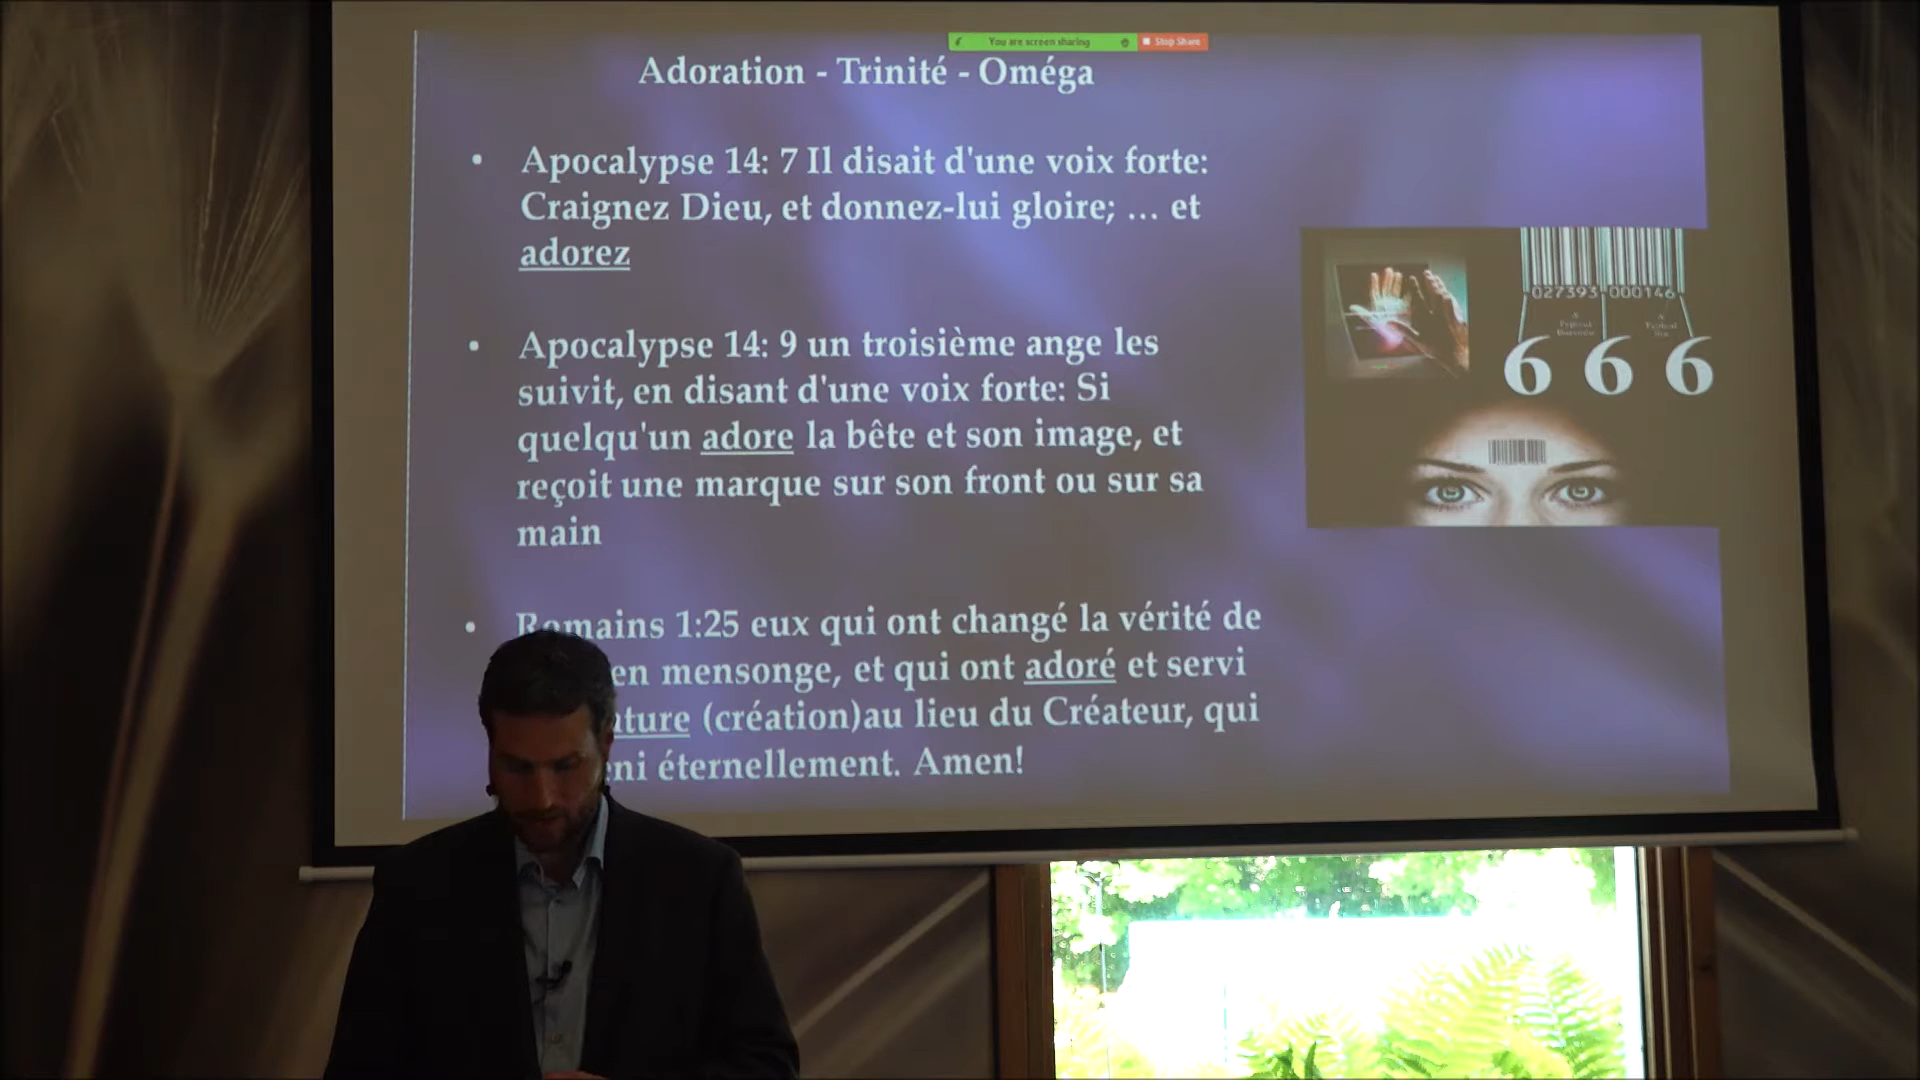 You are screen sharing
Stop Share
Adoration - Trinité - Oméga
• Apocalypse 14: 7 Il disait d'une voix forte:
Craignez Dieu, et donnez-lui gloire; ... et
adorez
• Apocalypse 14: 9 un troisième ange les
suivit, en disant d'une voix forte: Si
quelqu'un adore la bête et son image, et
reçoit une marque sur son front ou sur sa
main
• Romains 1:25 eux qui ont changé la vérité de
en mensonge, et qui ont adoré et servi
(création)au lieu du Créateur, qui
éternellement. Amen!
027393 000146
6 6 6